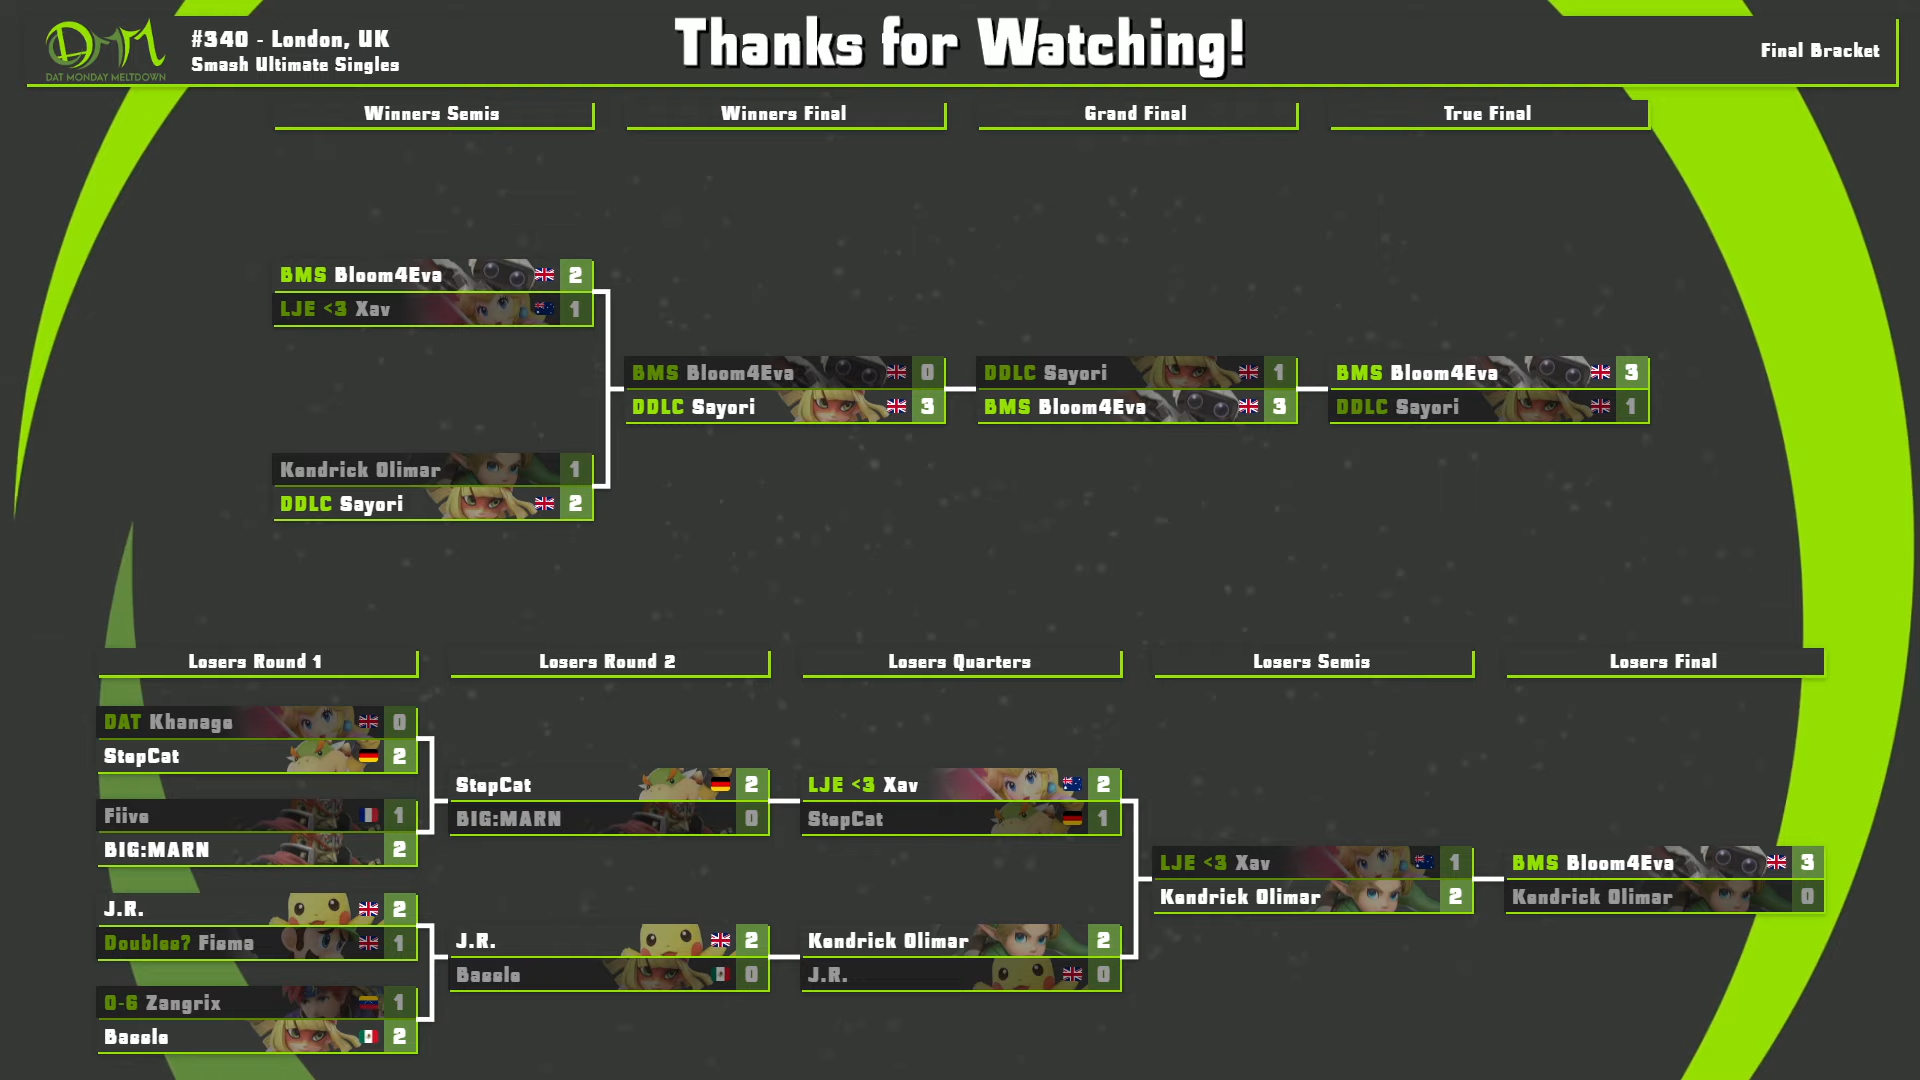 DAT MONDAY MELTDOWN
#340 - London, UK
Smash Ultimate Singles
Thanks for Watching!
Final Bracket
Winners Semis
Winners Final
Grand Final
True Final
BMS Bloom4Eva 2
LJE <3 Xav 1
Kendrick Olimar 1
DDLC Sayori 2
BMS Bloom4Eva 0
DDLC Sayori 3
DDLC Sayori 1
BMS Bloom4Eva 3
BMS Bloom4Eva 3
DDLC Sayori 1
Losers Round 1
Losers Round 2
Losers Quarters
Losers Semis
Losers Final
DAT Khanage 0
StepCat 2
Fiive 1
BIG:MARN 2
J.R. 2
Doubles? Fisma 1
0-6 Zangrix 1
Bassle 2
StepCat 2
BIG:MARN 0
J.R. 2
Bassle 0
LJE <3 Xav 2
StepCat 1
Kendrick Olimar 2
J.R. 0
LJE <3 Xav 1
Kendrick Olimar 2
BMS Bloom4Eva 3
Kendrick Olimar 0